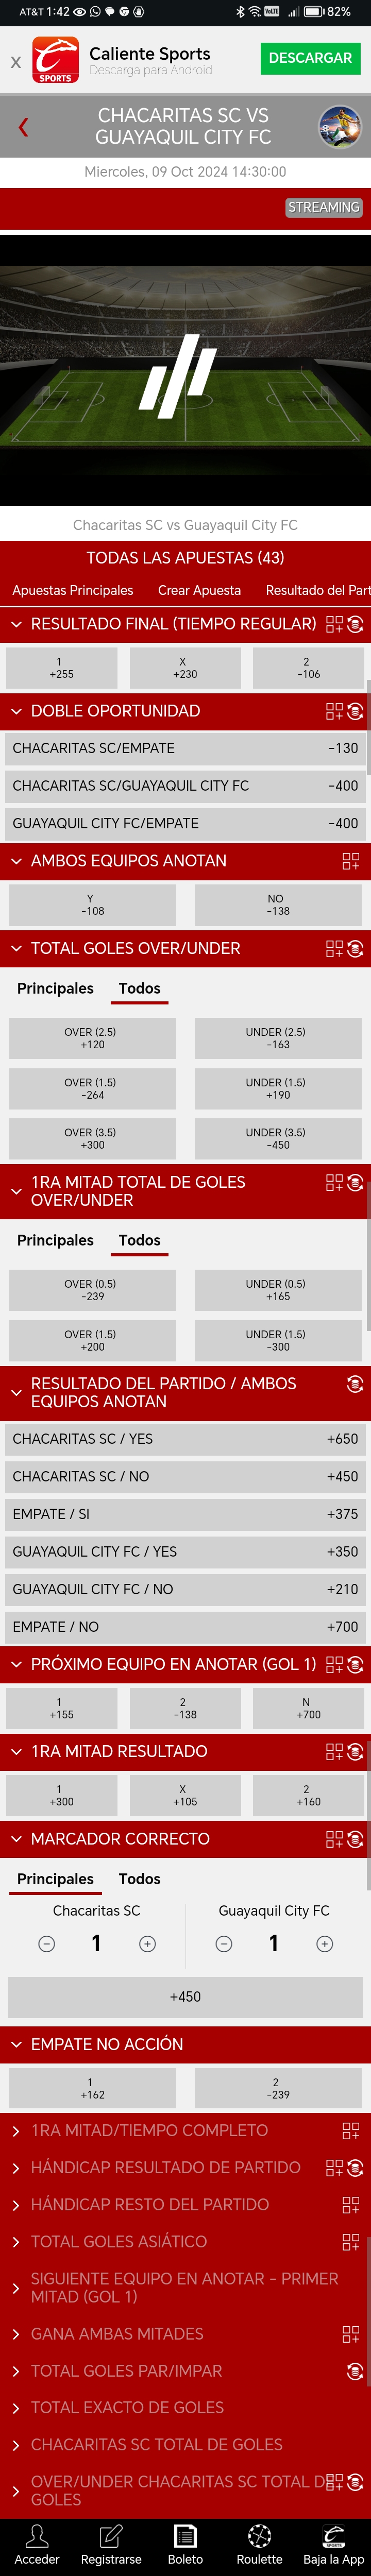 AT&T 1:42 82%
x
SPORTS
Caliente Sports
Descarga para Android
DESCARGAR
CHACARITAS SC VS
GUAYAQUIL CITY FC
Miercoles, 09 Oct 2024 14:30:00
STREAMING
Chacaritas SC vs Guayaquil City FC
TODAS LAS APUESTAS (43)
Apuestas Principales Crear Apuesta Resultado del Part
RESULTADO FINAL (TIEMPO REGULAR)
1 X 2
+255 +230 -106
DOBLE OPORTUNIDAD
CHACARITAS SC/EMPATE -130
CHACARITAS SC/GUAYAQUIL CITY FC -400
GUAYAQUIL CITY FC/EMPATE -400
AMBOS EQUIPOS ANOTAN
Y NO
-108 -138
TOTAL GOLES OVER/UNDER
Principales Todos
OVER (2.5) UNDER (2.5)
+120 -163
OVER (1.5) UNDER (1.5)
-264 +190
OVER (3.5) UNDER (3.5)
+300 -450
1RA MITAD TOTAL DE GOLES
OVER/UNDER
Principales Todos
OVER (0.5) UNDER (0.5)
-239 +165
OVER (1.5) UNDER (1.5)
+200 -300
RESULTADO DEL PARTIDO / AMBOS
EQUIPOS ANOTAN
CHACARITAS SC / YES +650
CHACARITAS SC / NO +450
EMPATE / SI +375
GUAYAQUIL CITY FC / YES +350
GUAYAQUIL CITY FC / NO +210
EMPATE / NO +700
PRÓXIMO EQUIPO EN ANOTAR (GOL 1)
1 2 N
+155 -138 +700
1RA MITAD RESULTADO
1 X 2
+300 +105 +160
MARCADOR CORRECTO
Principales Todos
Chacaritas SC Guayaquil City FC
1 1
+450
EMPATE NO ACCIÓN
1 2
+162 -239
1RA MITAD/TIEMPO COMPLETO
HÁNDICAP RESULTADO DE PARTIDO
HÁNDICAP RESTO DEL PARTIDO
TOTAL GOLES ASIÁTICO
SIGUIENTE EQUIPO EN ANOTAR - PRIMER
MITAD (GOL 1)
GANA AMBAS MITADES
TOTAL GOLES PAR/IMPAR
TOTAL EXACTO DE GOLES
CHACARITAS SC TOTAL DE GOLES
OVER/UNDER CHACARITAS SC TOTAL DE
GOLES
Acceder Registrarse Boleto Roulette Baja la App